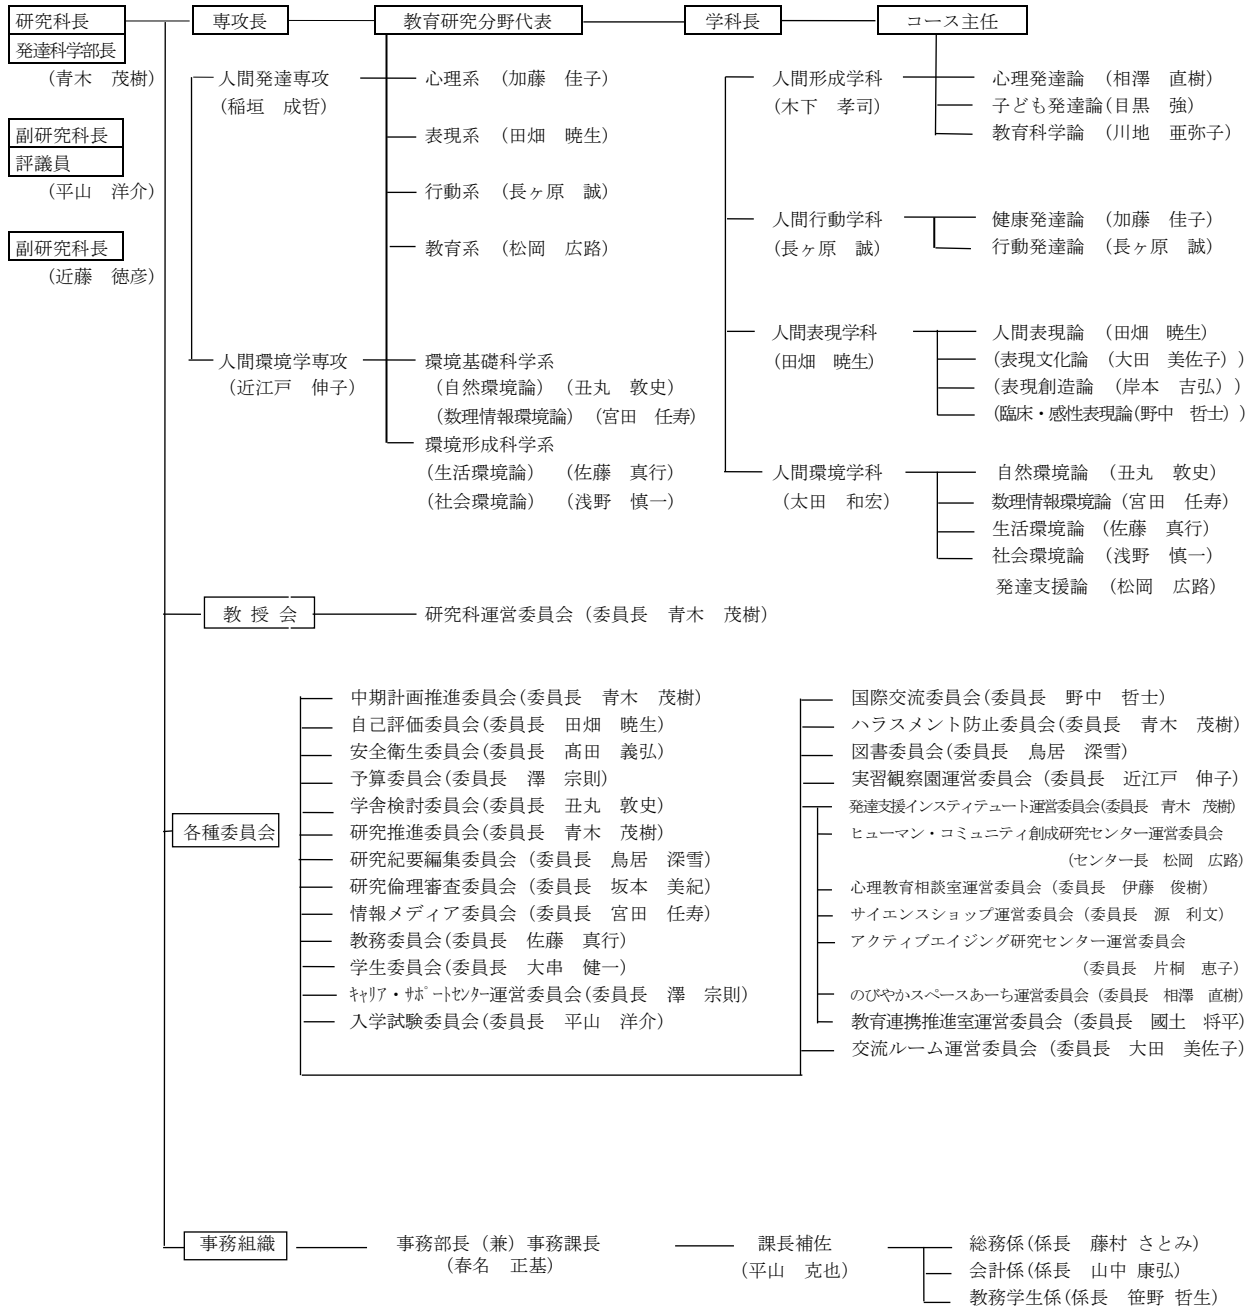 研究科長　専攻長　教育研究分野代表　学科長　コース主任
発達科学部長
(青木　茂樹)
副研究科長
評議員
(平山　洋介)
副研究科長
(近藤　徳彦)
人間発達専攻
(稲垣　成哲)
人間環境学専攻
(近江戸　伸子)
心理系　(加藤　佳子)
表現系　(田畑　暁生)
行動系　(長ヶ原　誠)
教育系　(松岡　広路)
環境基礎科学系
(自然環境論)　(丑丸　敦史)
(数理情報環境論)　(宮田　任寿)
環境形成科学系
(生活環境論)　(佐藤　真行)
(社会環境論)　(浅野　慎一)
人間形成学科
(木下　孝司)
人間行動学科
(長ヶ原　誠)
人間表現学科
(田畑　暁生)
人間環境学科
(太田　和宏)
心理発達論　(相澤　直樹)
子ども発達論(目黒　強)
教育科学論　(川地　亜弥子)
健康発達論　(加藤　佳子)
行動発達論　(長ヶ原　誠)
人間表現論　(田畑　暁生)
(表現文化論　(大田　美佐子))
(表現創造論　(岸本　吉弘))
(臨床・感性表現論(野中　哲士))
自然環境論　(丑丸　敦史)
数理情報環境論(宮田　任寿)
生活環境論　(佐藤　真行)
社会環境論　(浅野　慎一)
発達支援論　(松岡　広路)
教 授 会　研究科運営委員会(委員長　青木　茂樹)
各種委員会
中期計画推進委員会(委員長　青木　茂樹)
自己評価委員会(委員長　田畑　暁生)
安全衛生委員会(委員長　髙田　義弘)
予算委員会(委員長　澤　宗則)
学舎検討委員会(委員長　丑丸　敦史)
研究推進委員会(委員長　青木　茂樹)
研究紀要編集委員会(委員長　鳥居　深雪)
研究倫理審査委員会(委員長　坂本　美紀)
情報メディア委員会(委員長　宮田　任寿)
教務委員会(委員長　佐藤　真行)
学生委員会(委員長　大串　健一)
ｷｬﾘｱ・ｻﾎﾟｰﾄｾﾝﾀｰ運営委員会(委員長　澤　宗則)
入学試験委員会(委員長　平山　洋介)
国際交流委員会(委員長　野中　哲士)
ハラスメント防止委員会(委員長　青木　茂樹)
図書委員会(委員長　鳥居　深雪)
実習観察園運営委員会(委員長　近江戸　伸子)
発達支援インスティテュート運営委員会(委員長　青木　茂樹)
ヒューマン・コミュニティ創成研究センター運営委員会
(センター長　松岡　広路)
心理教育相談室運営委員会(委員長　伊藤　俊樹)
サイエンスショップ運営委員会(委員長　源　利文)
アクティブエイジング研究センター運営委員会
(委員長　片桐　恵子)
のびやかスペースあーち運営委員会(委員長　相澤　直樹)
教育連携推進室運営委員会(委員長　國土　将平)
交流ルーム運営委員会(委員長　大田　美佐子)
事務組織
事務部長（兼）事務課長
(春名　正基)
課長補佐
(平山　克也)
総務係(係長　藤村 さとみ)
会計係(係長　山中 康弘)
教務学生係(係長　笹野 哲生)